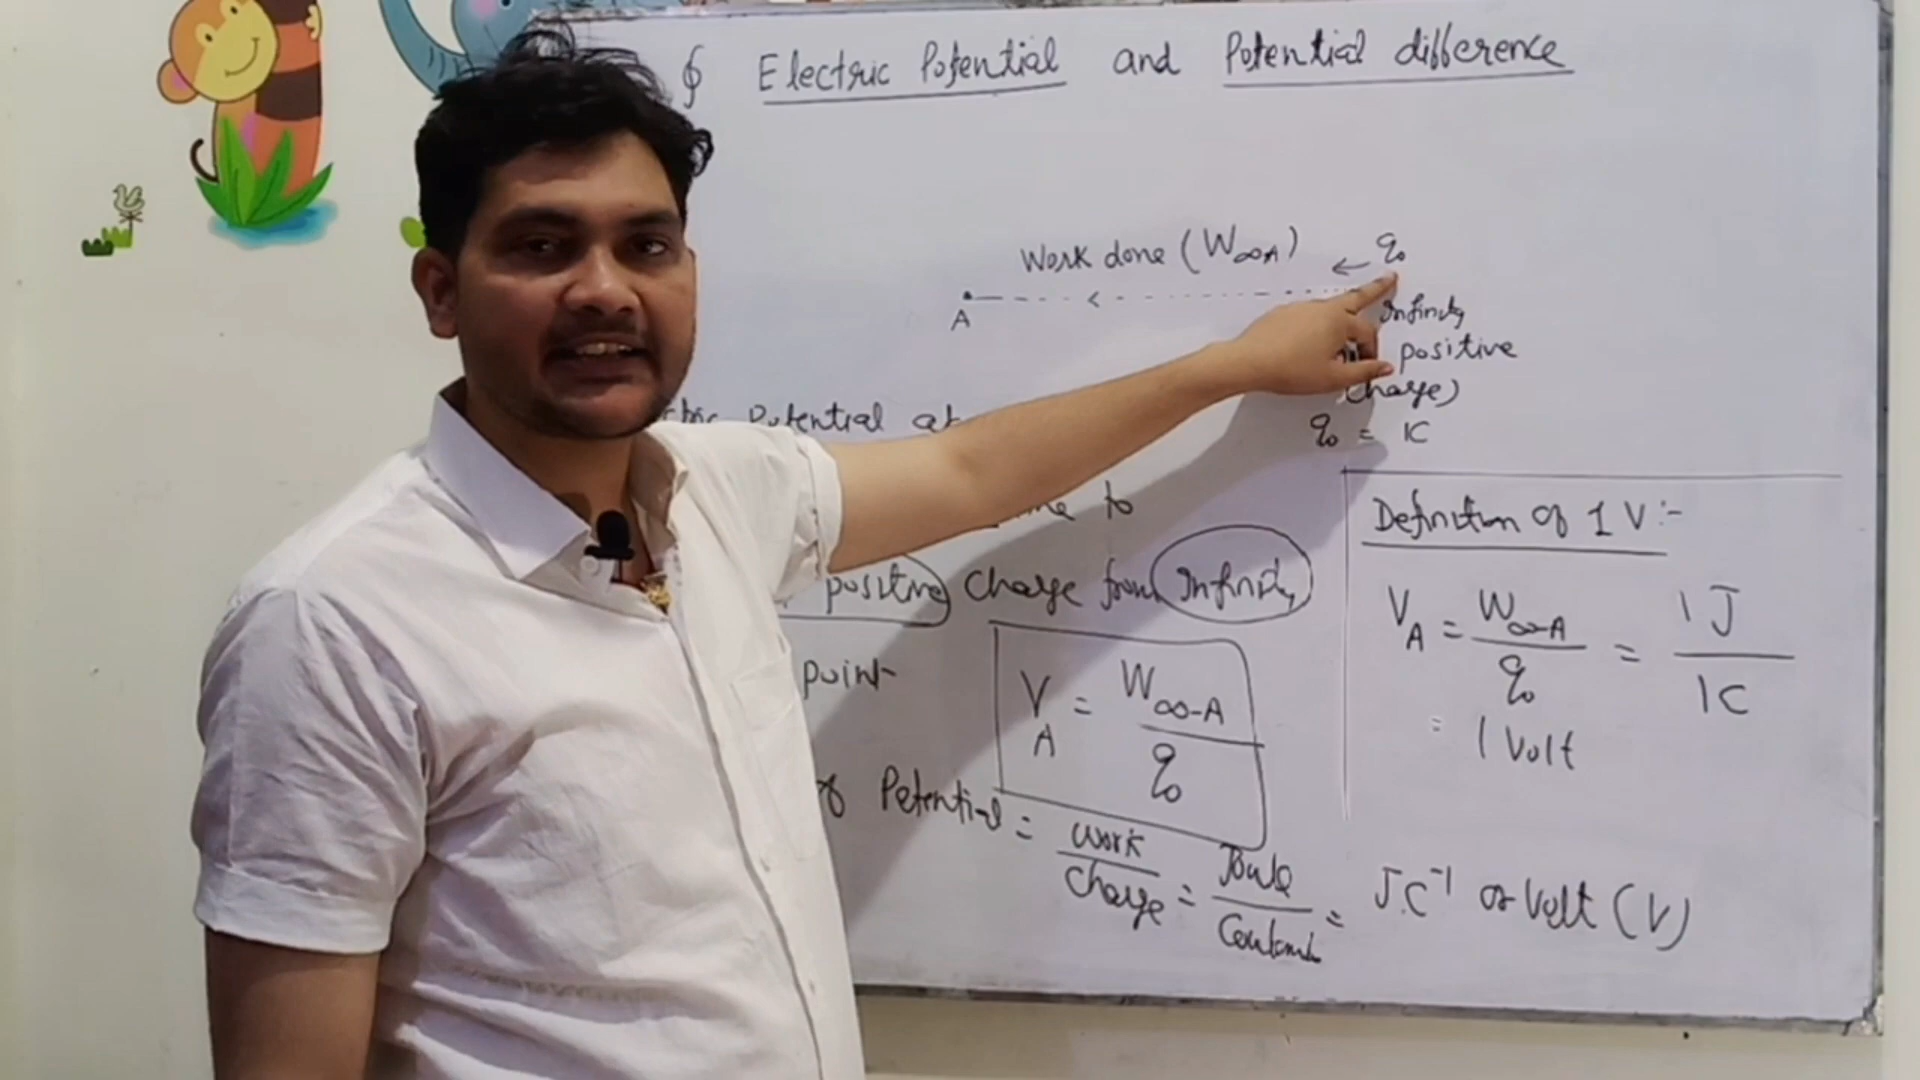 ∮ Electric Potential and Potential difference
Work done (W∞A) ← q₀
A
Infinity
positive
Charge)
q₀ = 1C
Potential at
to
positive Charge from Infinity
point
V_A = W∞-A / q₀
of Potential = Work / Charge = Joule / Coulomb = J.C⁻¹ or Volt (V)
Definition of 1 V :-
V_A = W∞-A / q₀ = 1 J / 1C
= 1 Volt